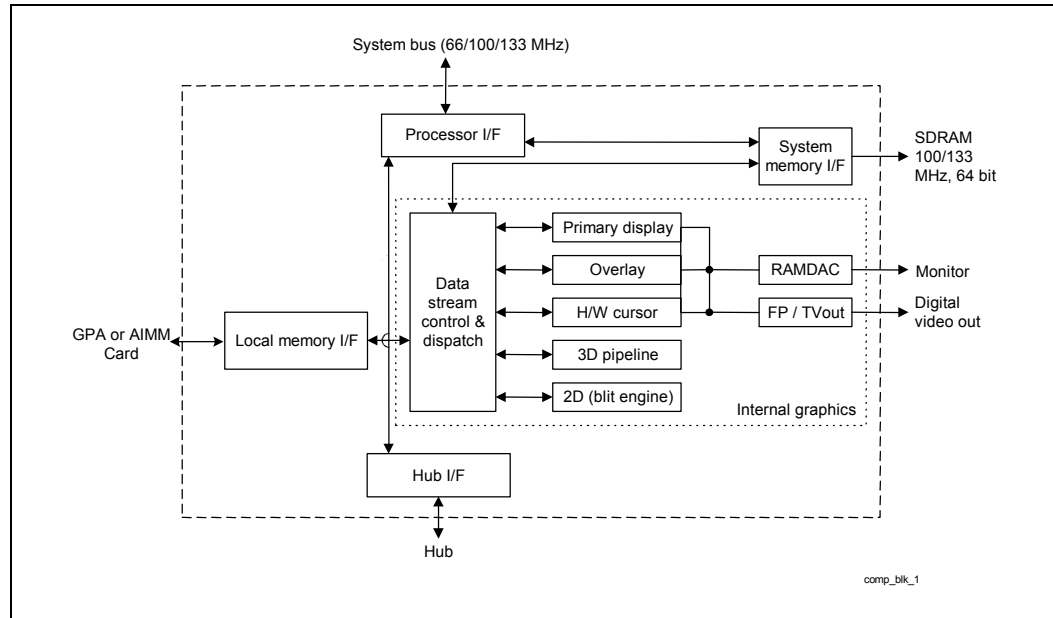 System bus (66/100/133 MHz)
Processor I/F
System
memory I/F
SDRAM
100/133
MHz, 64 bit
Primary display
Overlay
H/W cursor
3D pipeline
2D (blit engine)
Data
stream
control &
dispatch
RAMDAC
FP / TVout
Monitor
Digital
video out
GPA or AIMM
Card
Local memory I/F
Internal graphics
Hub I/F
Hub
comp_blk_1